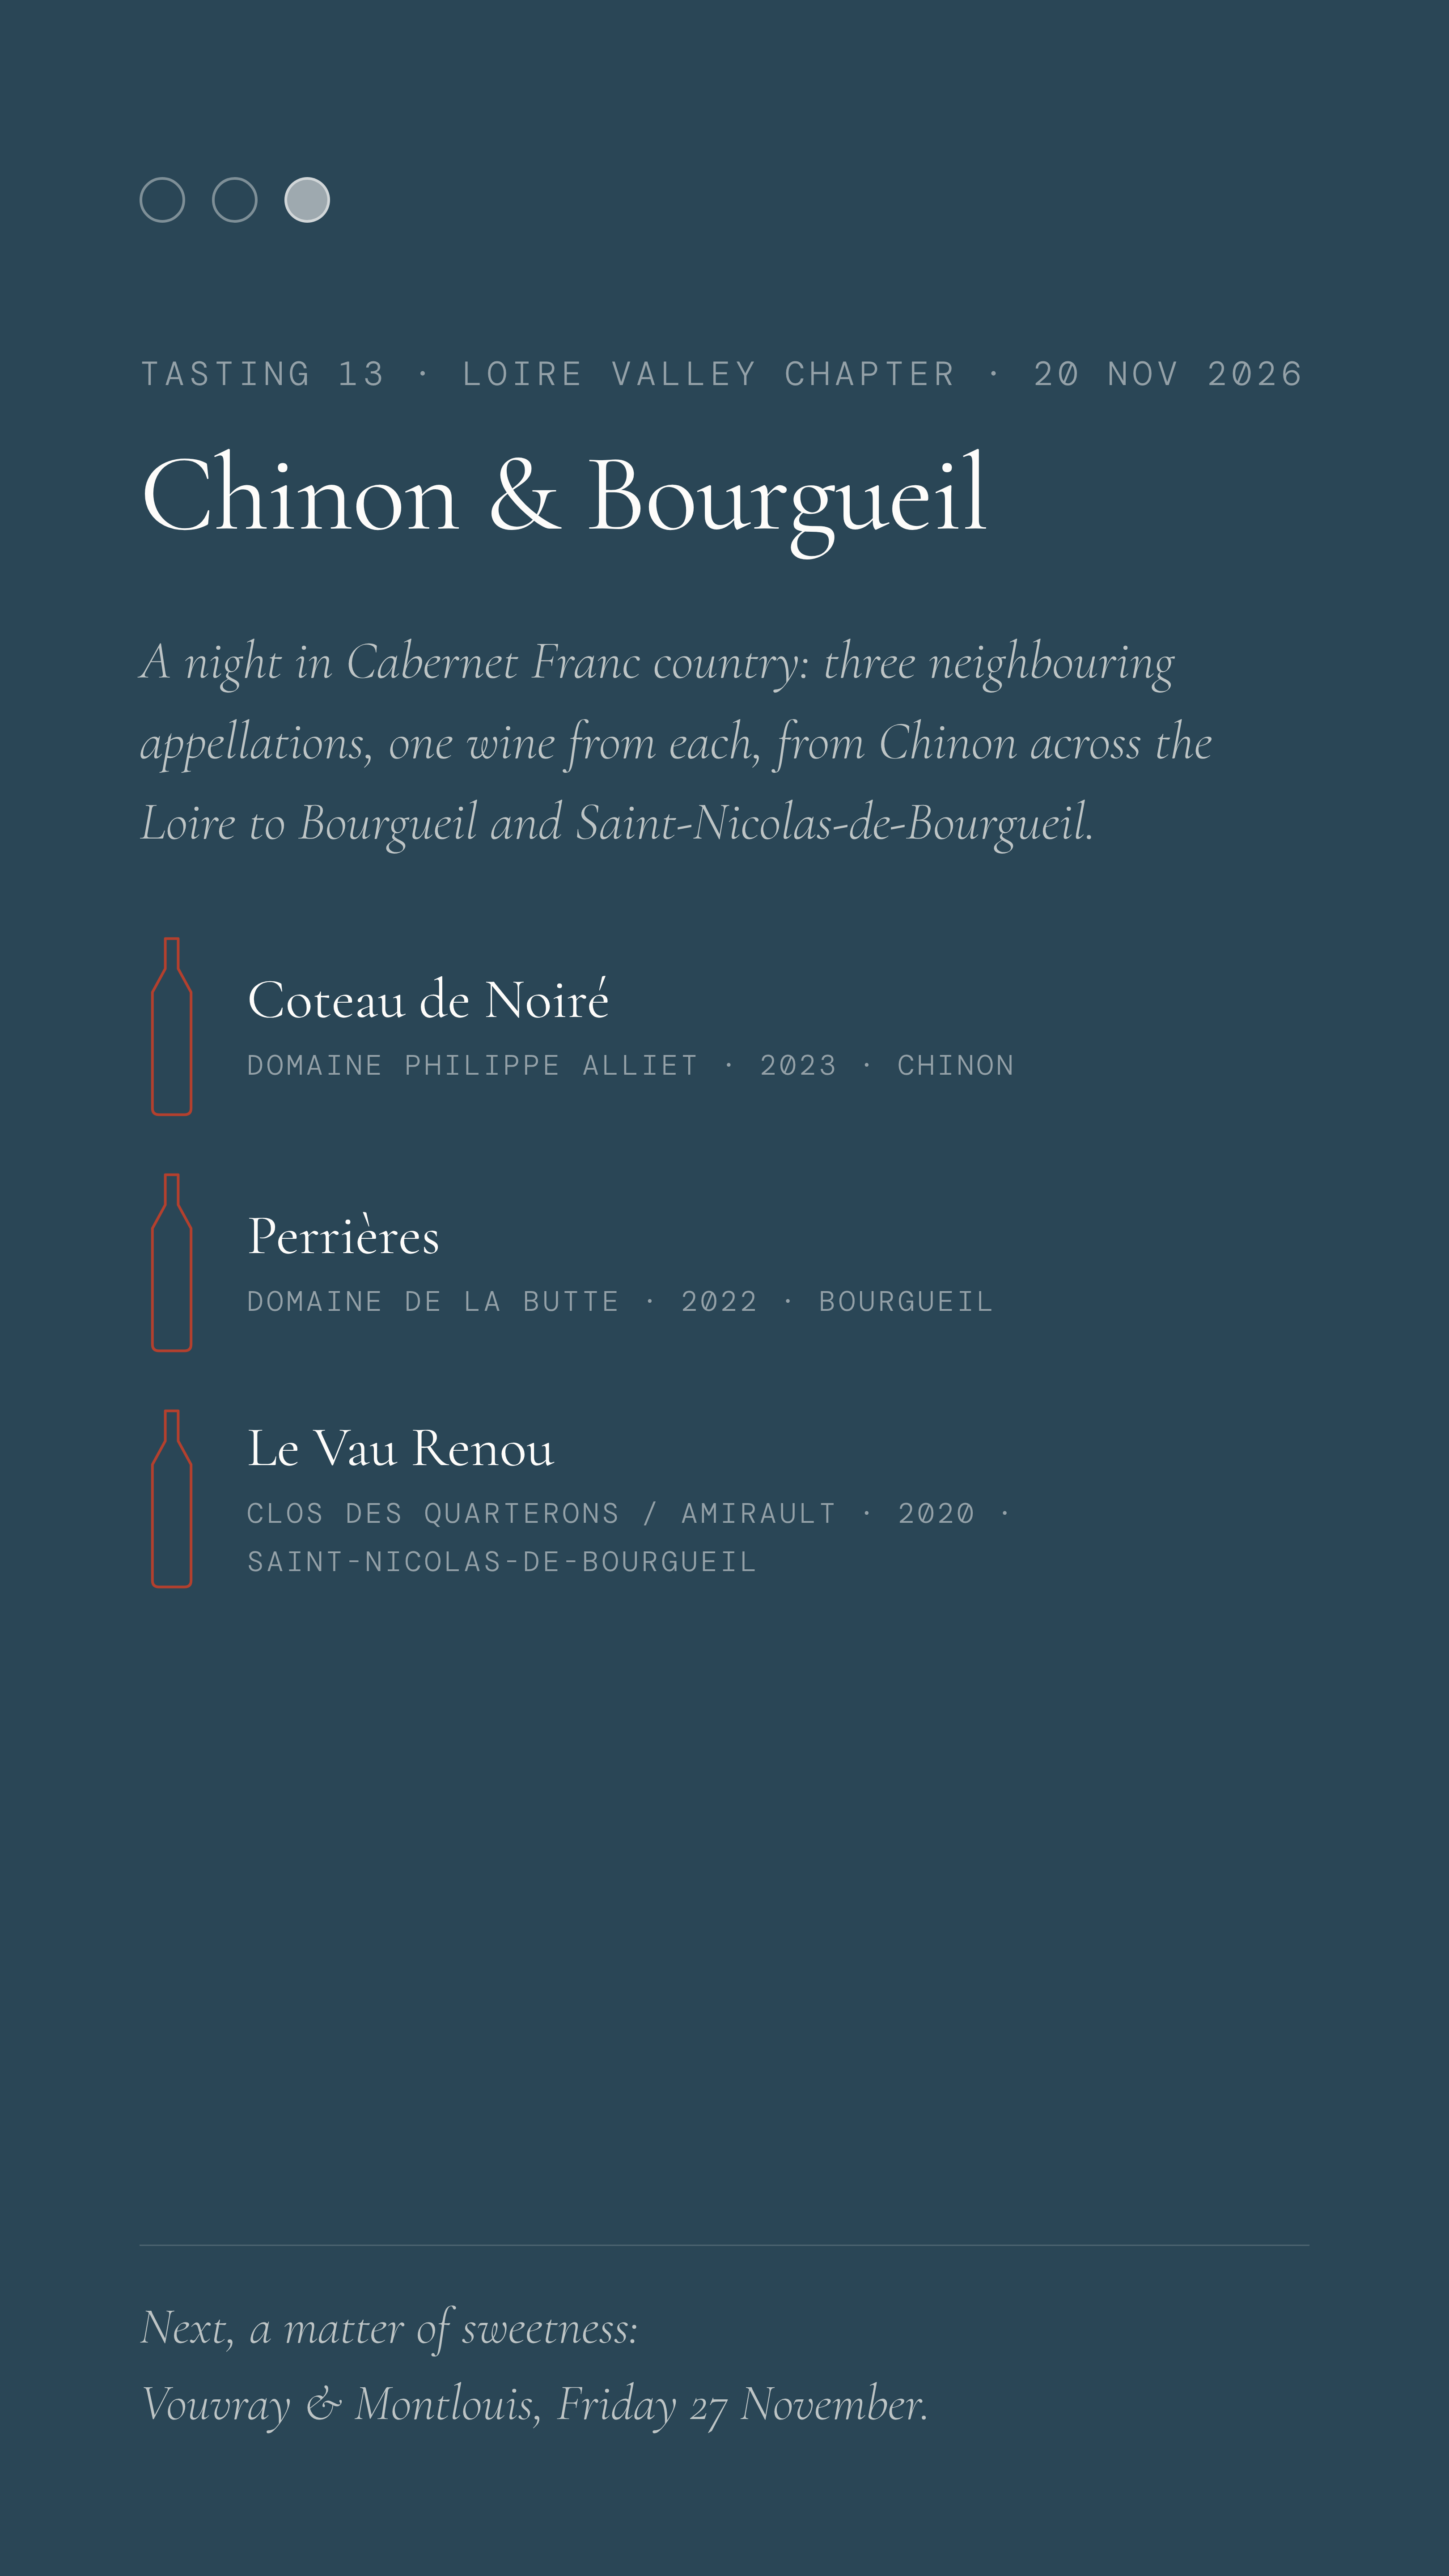 TASTING 13 · LOIRE VALLEY CHAPTER · 20 NOV 2026
Chinon & Bourgueil
A night in Cabernet Franc country: three neighbouring
appellations, one wine from each, from Chinon across the
Loire to Bourgueil and Saint-Nicolas-de-Bourgueil.
Coteau de Noiré
DOMAINE PHILIPPE ALLIET · 2023 · CHINON
Perrières
DOMAINE DE LA BUTTE · 2022 · BOURGUEIL
Le Vau Renou
CLOS DES QUARTERONS / AMIRAULT · 2020 ·
SAINT-NICOLAS-DE-BOURGUEIL
Next, a matter of sweetness:
Vouvray & Montlouis, Friday 27 November.